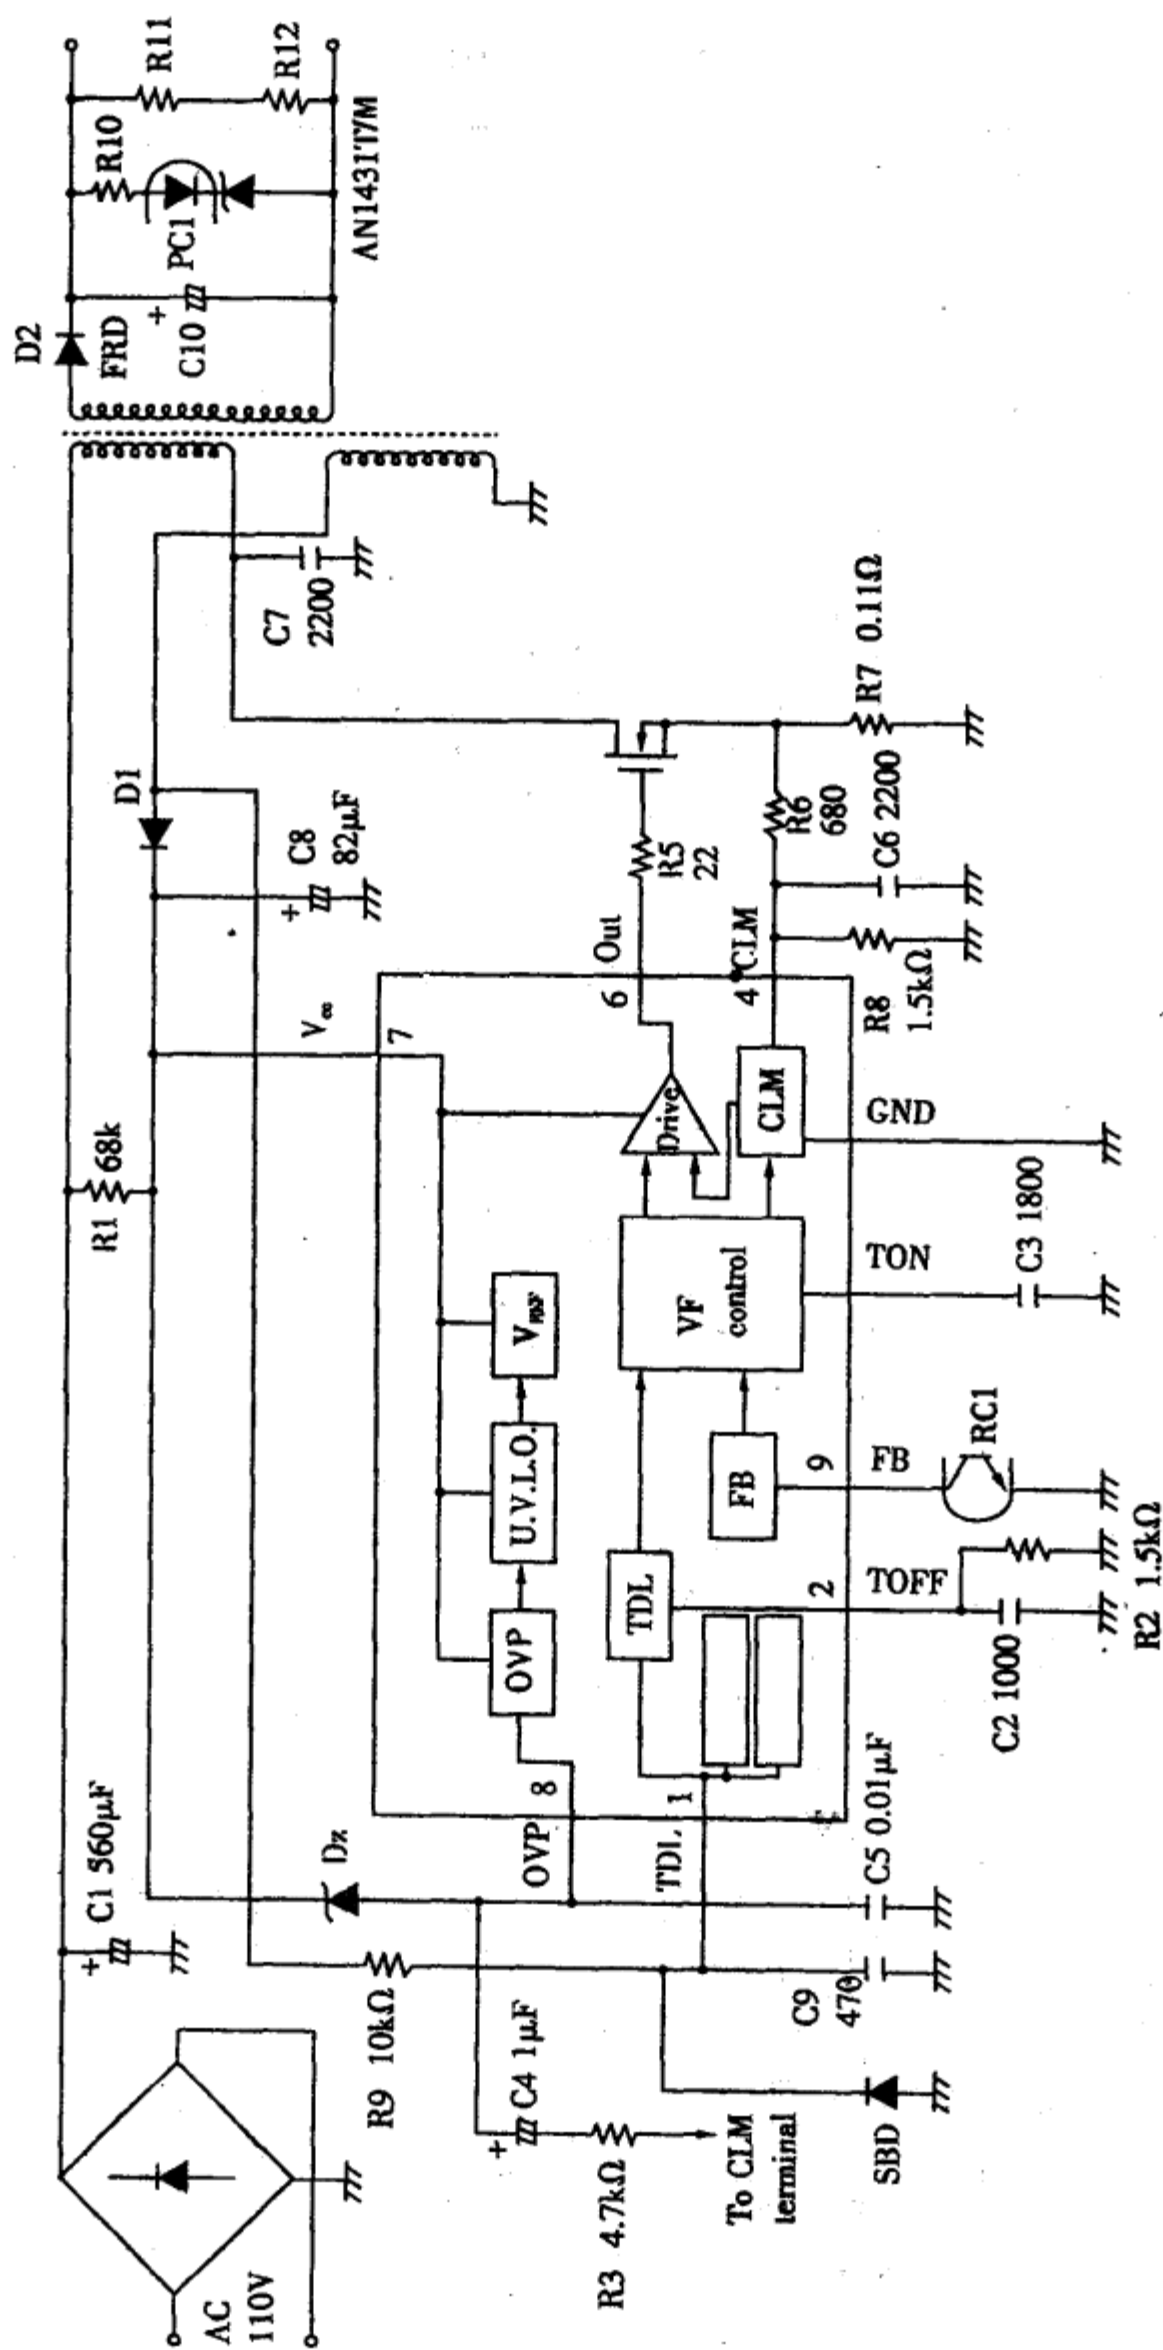 AC
110V
C1 560µF
R1 68k
D1
C8
82µF
C7
2200
D2
FRD
C10
+
PC1
R10
R11
R12
AN1431T/M
+
+
+
R9 10kΩ
C4 1µF
R3 4.7kΩ
To CLM
terminal
SBD
Dz
OVP
8
TDL
1
C9
470
C5 0.01µF
7
OVP
U.V.L.O.
VREF
TDL
FB
VF
control
Drive
CLM
6
Out
4
CLM
R5
22
R6
680
C6 2200
R7 0.11Ω
R8
1.5kΩ
GND
TON
C3 1800
9
FB
RC1
2
TOFF
C2 1000
R2 1.5kΩ